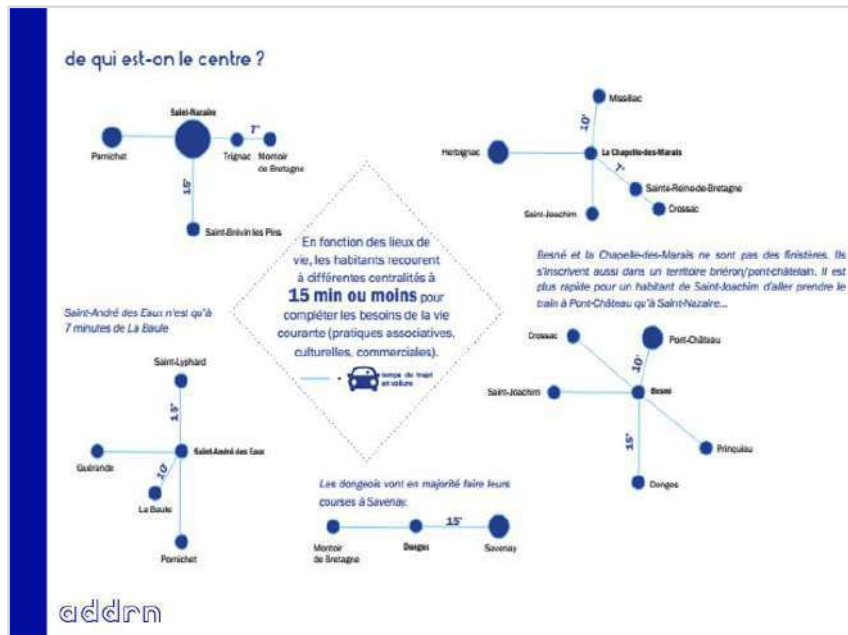 de qui est-on le centre ?
Saint-Nazaire
Pornichet
Trignac
7'
Montoir
de Bretagne
15'
Saint-Brévin les Pins
Missillac
10'
Herbignac
La Chapelle-des-Marais
7'
Sainte-Reine-de-Bretagne
Saint-Joachim
Crossac
En fonction des lieux de
vie, les habitants recourent
à différentes centralités à
15 min ou moins pour
compléter les besoins de la vie
courante (pratiques associatives,
culturelles, commerciales).
temps de trajet
en voiture
Besné et la Chapelle-des-Marais ne sont pas des finistères. Ils
s'inscrivent aussi dans un territoire briéron/pont-châtelain. Il est
plus rapide pour un habitant de Saint-Joachim d'aller prendre le
train à Pont-Château qu'à Saint-Nazaire...
Saint-André des Eaux n'est qu'à
7 minutes de La Baule
Saint-Lyphard
15'
Guérande
Saint-André des Eaux
10'
La Baule
Pornichet
Crossac
Pont-Château
10'
Saint-Joachim
Besné
15'
Prinquiau
Donges
Les dongeois vont en majorité faire leurs
courses à Savenay.
15'
Montoir
de Bretagne
Donges
Savenay
addrn